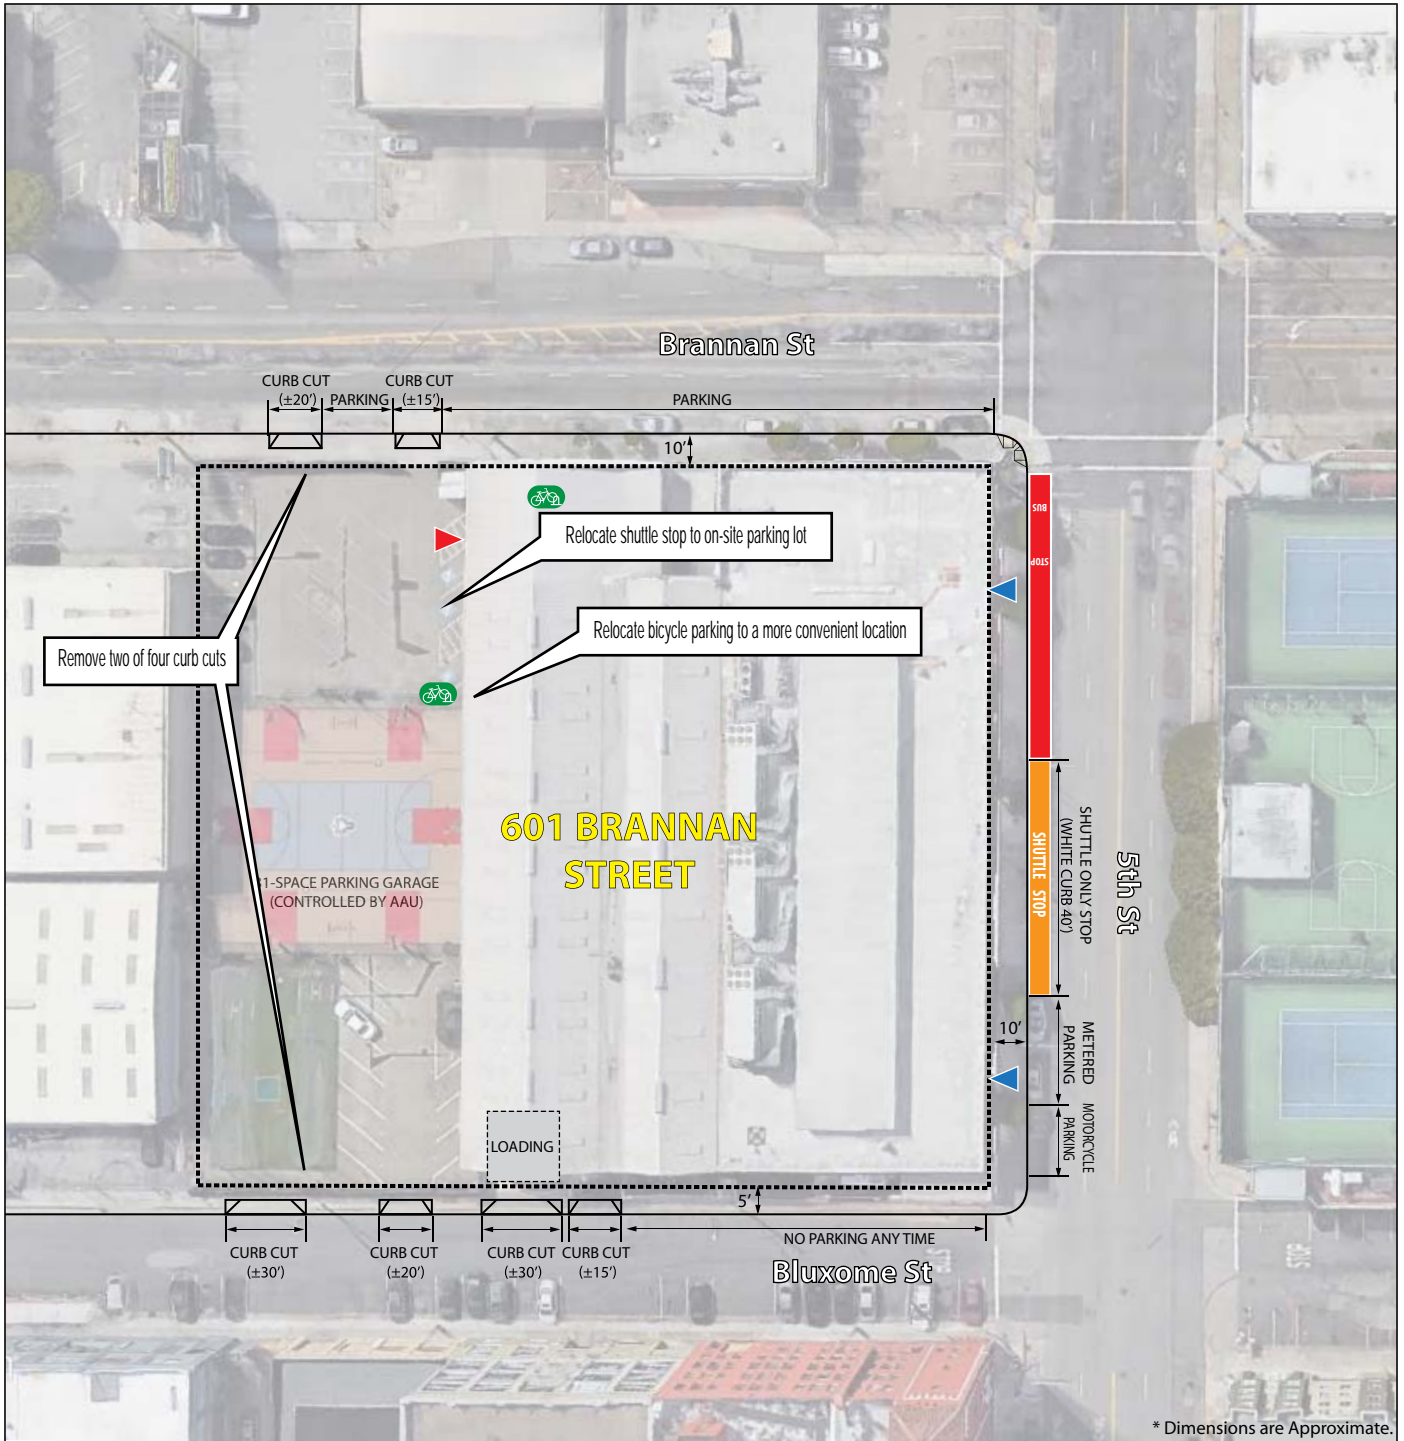 Brannan St
CURB CUT
(±20')
PARKING
CURB CUT
(±15')
PARKING
10'
BUS STOP
Relocate shuttle stop to on-site parking lot
Relocate bicycle parking to a more convenient location
Remove two of four curb cuts
601 BRANNAN
STREET
1-SPACE PARKING GARAGE
(CONTROLLED BY AAU)
SHUTTLE STOP
SHUTTLE ONLY STOP
(WHITE CURB 40')
5th St
10'
METERED
PARKING
MOTORCYCLE
PARKING
LOADING
5'
CURB CUT
(±30')
CURB CUT
(±20')
CURB CUT
(±30')
CURB CUT
(±15')
NO PARKING ANY TIME
Bluxome St
STOP
* Dimensions are Approximate.